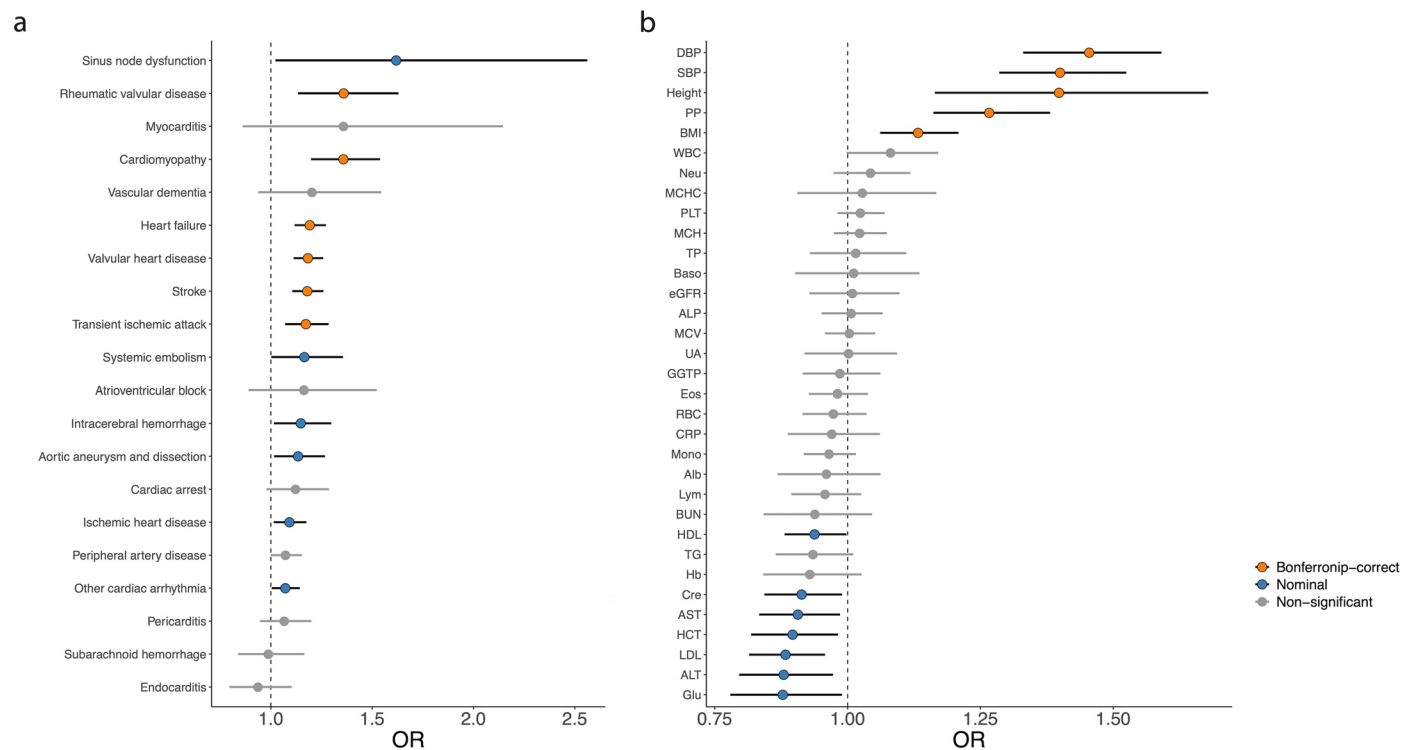 a
Sinus node dysfunction
Rheumatic valvular disease
Myocarditis
Cardiomyopathy
Vascular dementia
Heart failure
Valvular heart disease
Stroke
Transient ischemic attack
Systemic embolism
Atrioventricular block
Intracerebral hemorrhage
Aortic aneurysm and dissection
Cardiac arrest
Ischemic heart disease
Peripheral artery disease
Other cardiac arrhythmia
Pericarditis
Subarachnoid hemorrhage
Endocarditis
1.0 1.5 2.0 2.5
OR
b
DBP
SBP
Height
PP
BMI
WBC
Neu
MCHC
PLT
MCH
TP
Baso
eGFR
ALP
MCV
UA
GGTP
Eos
RBC
CRP
Mono
Alb
Lym
BUN
HDL
TG
Hb
Cre
AST
HCT
LDL
ALT
Glu
0.75 1.00 1.25 1.50
OR
Bonferronip−correct
Nominal
Non−significant